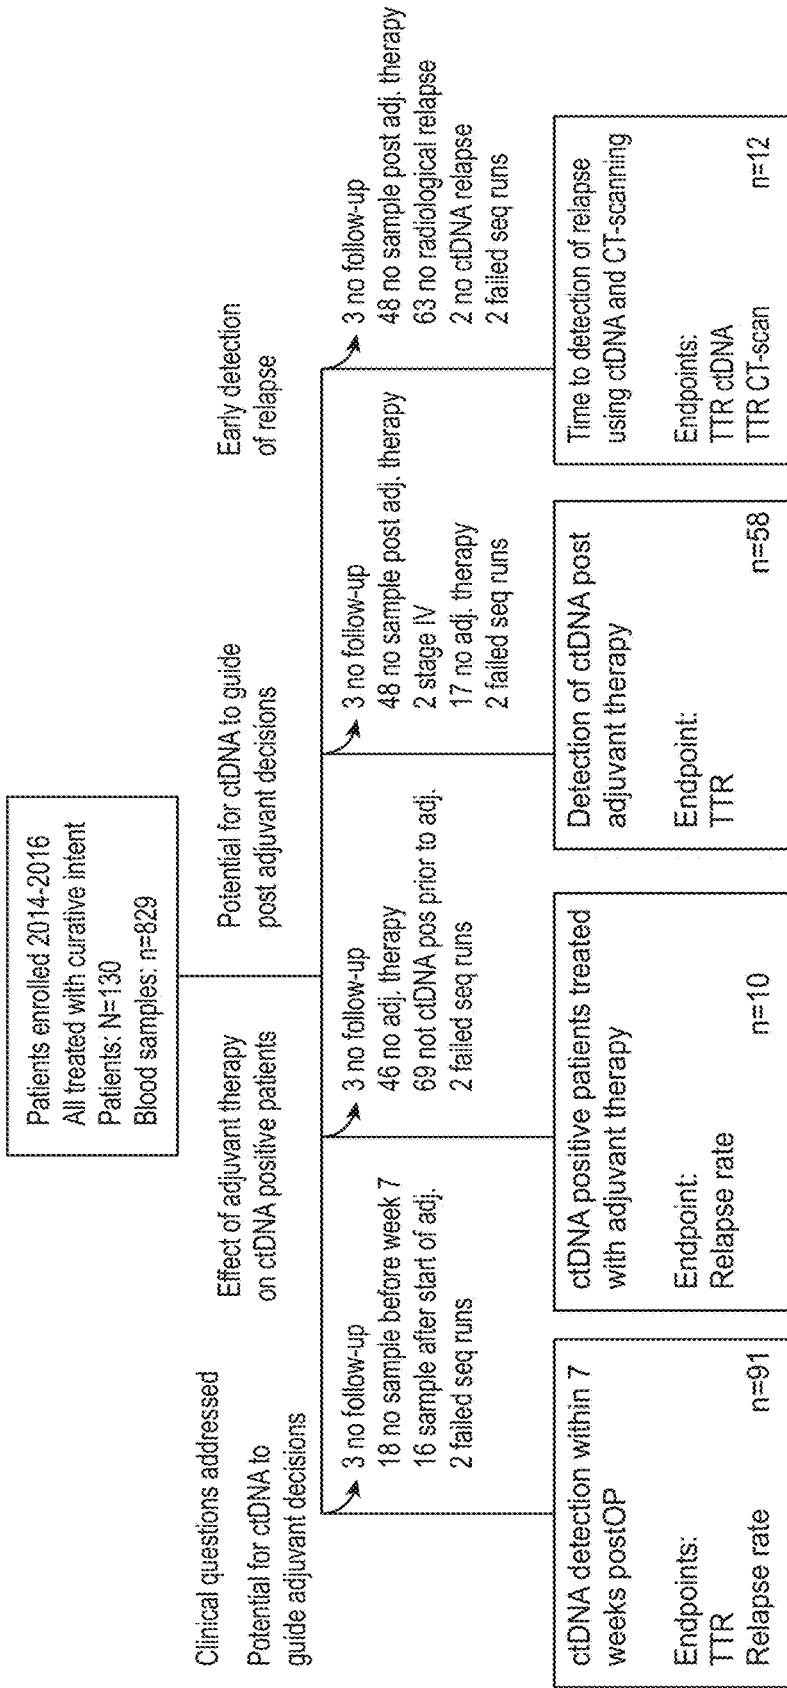 Patients enrolled 2014-2016
All treated with curative intent
Patients: N=130
Blood samples: n=829
Clinical questions addressed
Potential for ctDNA to
guide adjuvant decisions
Effect of adjuvant therapy
on ctDNA positive patients
Potential for ctDNA to guide
post adjuvant decisions
Early detection
of relapse
3 no follow-up
18 no sample before week 7
16 sample after start of adj.
2 failed seq runs
3 no follow-up
46 no adj. therapy
69 not ctDNA pos prior to adj.
2 failed seq runs
3 no follow-up
48 no sample post adj. therapy
2 stage IV
17 no adj. therapy
2 failed seq runs
3 no follow-up
48 no sample post adj. therapy
63 no radiological relapse
2 no ctDNA relapse
2 failed seq runs
ctDNA detection within 7
weeks postOP
Endpoints:
TTR
Relapse rate n=91
ctDNA positive patients treated
with adjuvant therapy
Endpoint:
Relapse rate n=10
Detection of ctDNA post
adjuvant therapy
Endpoint:
TTR
n=58
Time to detection of relapse
using ctDNA and CT-scanning
Endpoints:
TTR ctDNA
TTR CT-scan n=12